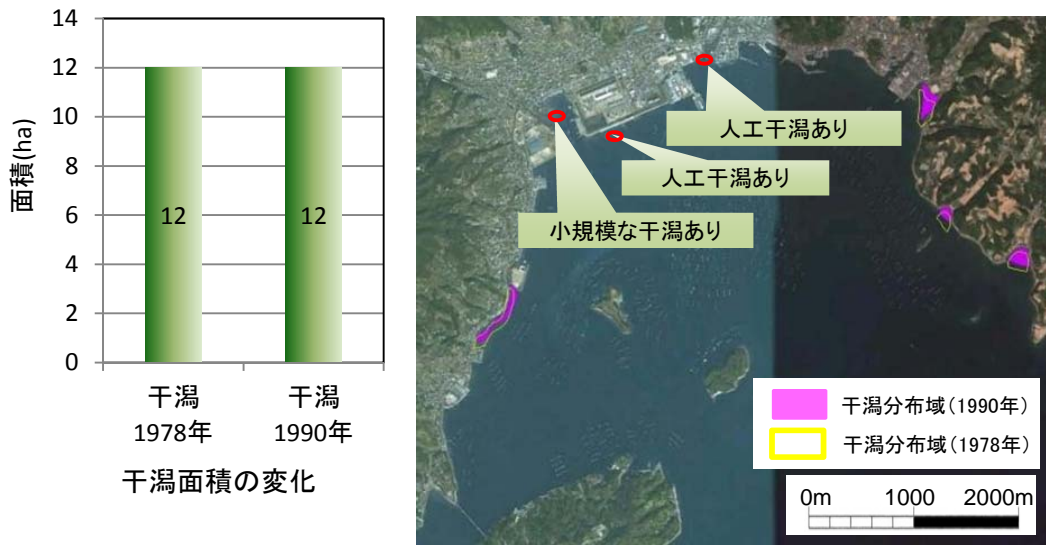 面積(ha)
14
12
10
8
6
4
2
0
12
12
干潟
1978年
干潟
1990年
干潟面積の変化
人工干潟あり
人工干潟あり
小規模な干潟あり
干潟分布域(1990年)
干潟分布域(1978年)
0m 1000 2000m